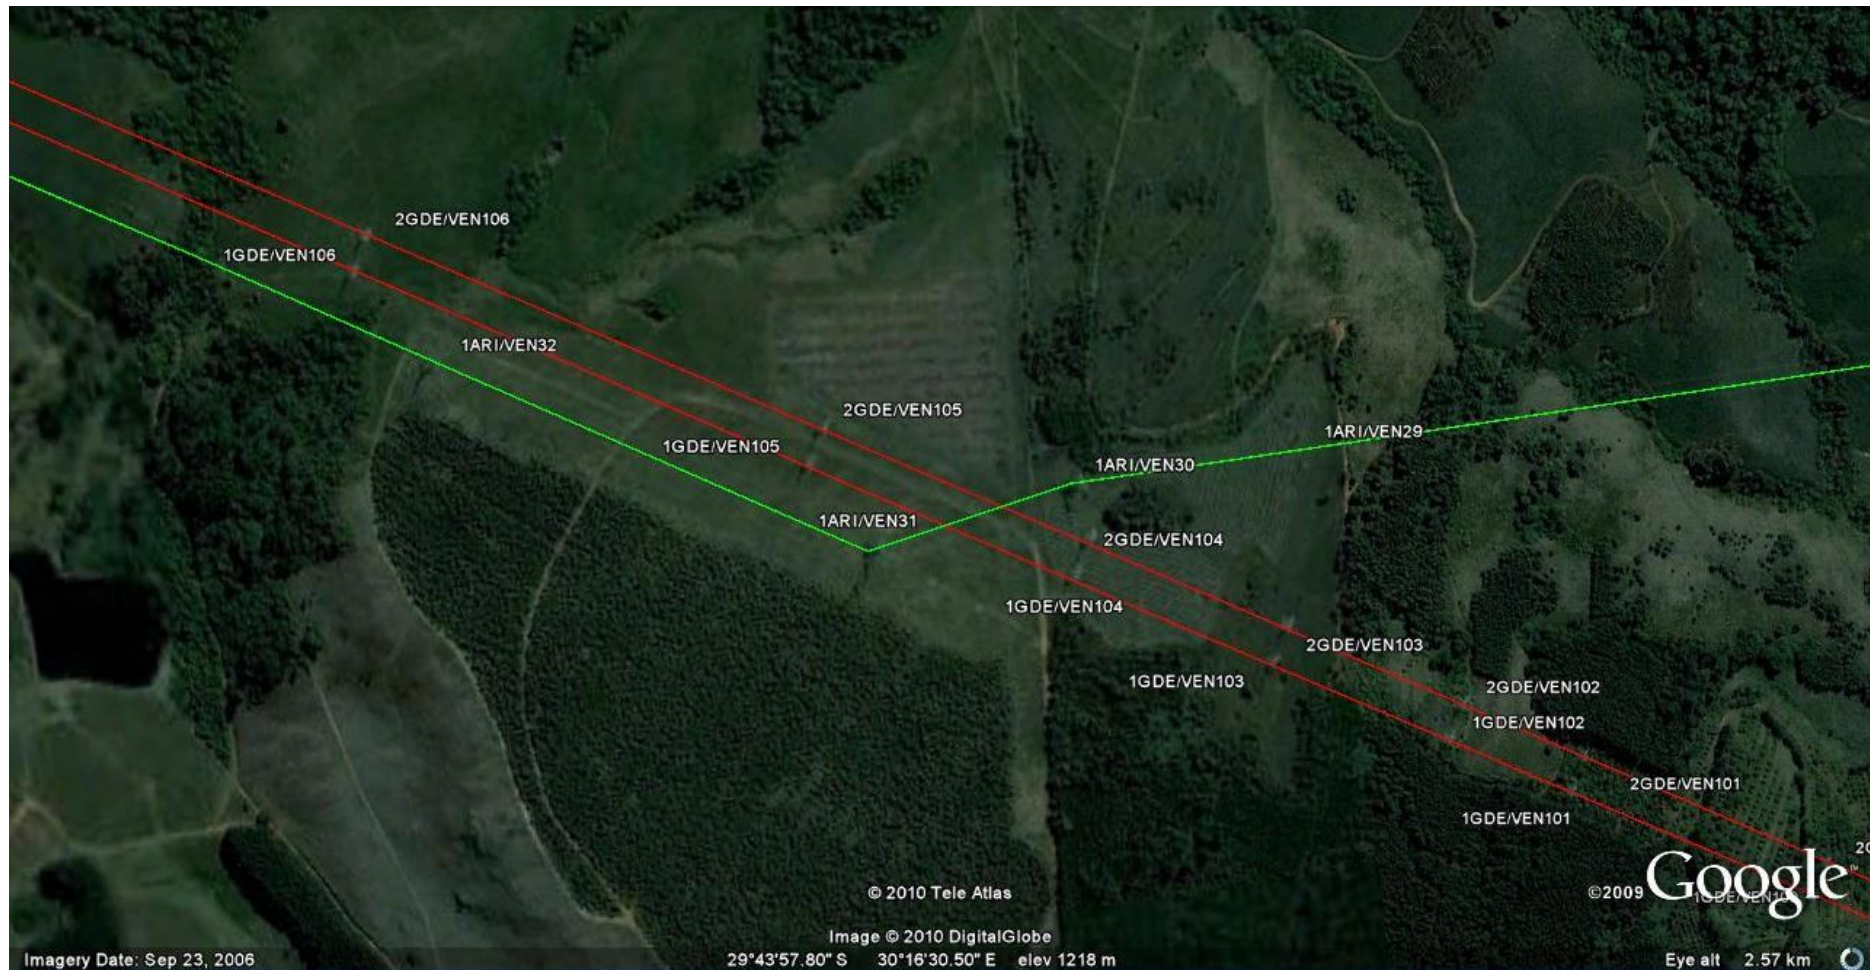 2GDE/VEN106
1GDE/VEN106
1ARI/VEN32
2GDE/VEN105
1GDE/VEN105
1ARI/VEN29
1ARI/VEN30
1ARI/VEN31
2GDE/VEN104
1GDE/VEN104
2GDE/VEN103
1GDE/VEN103
2GDE/VEN102
1GDE/VEN102
2GDE/VEN101
1GDE/VEN101
©2009 Google
© 2010 Tele Atlas
Image © 2010 DigitalGlobe
Imagery Date: Sep 23, 2006 29°43'57.80" S 30°16'30.50" E elev 1218 m Eye alt 2.57 km